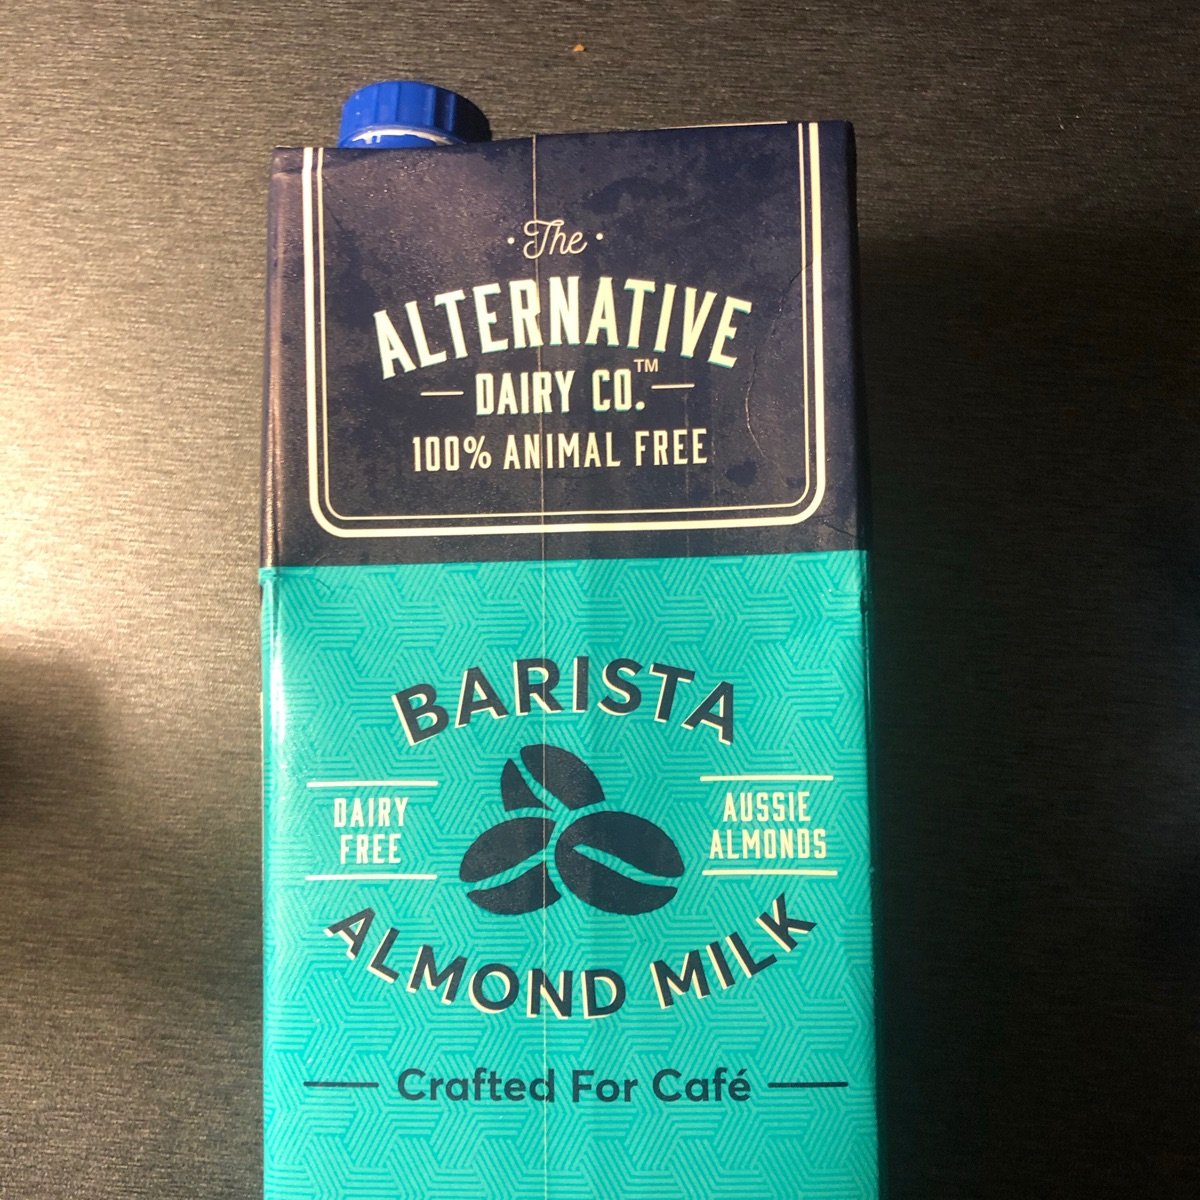 The
ALTERNATIVE
DAIRY CO.™
100% ANIMAL FREE
BARISTA
DAIRY
FREE
AUSSIE
ALMONDS
ALMOND MILK
Crafted For Café